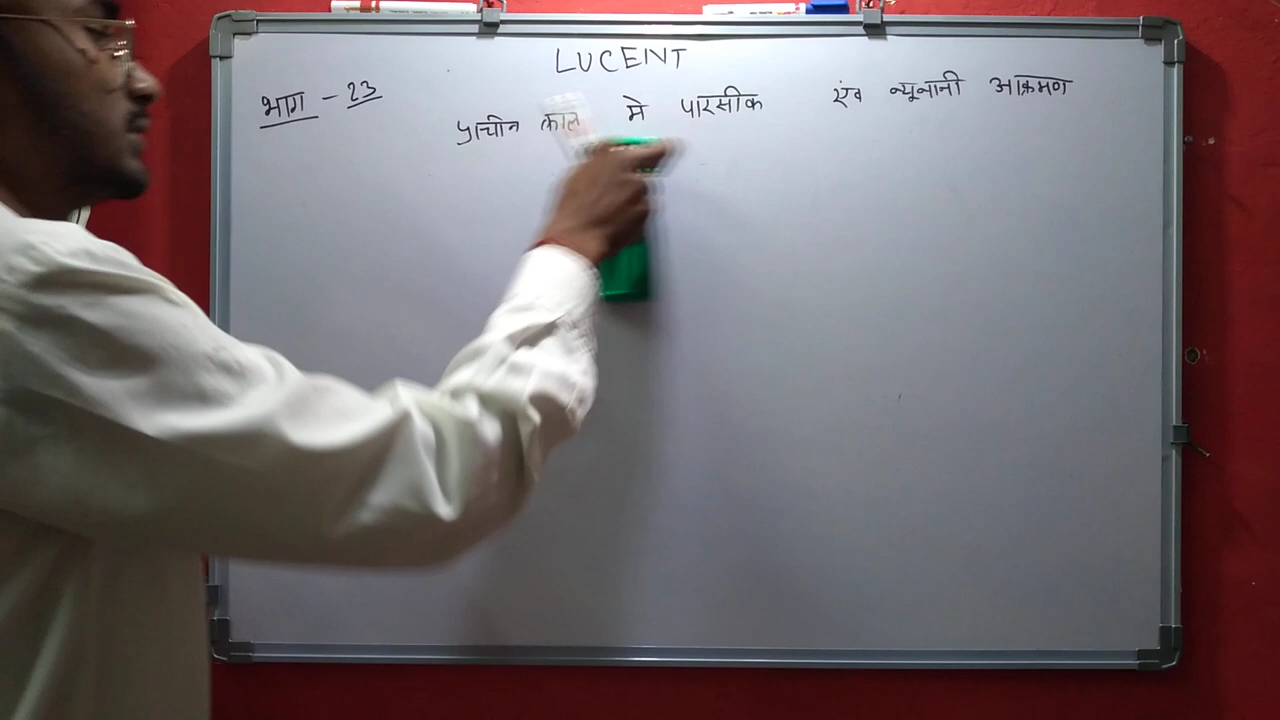 LUCENT
भाग - 23
प्राचीन काल मे पारसीक एंव न्यूनानी आक्रमण